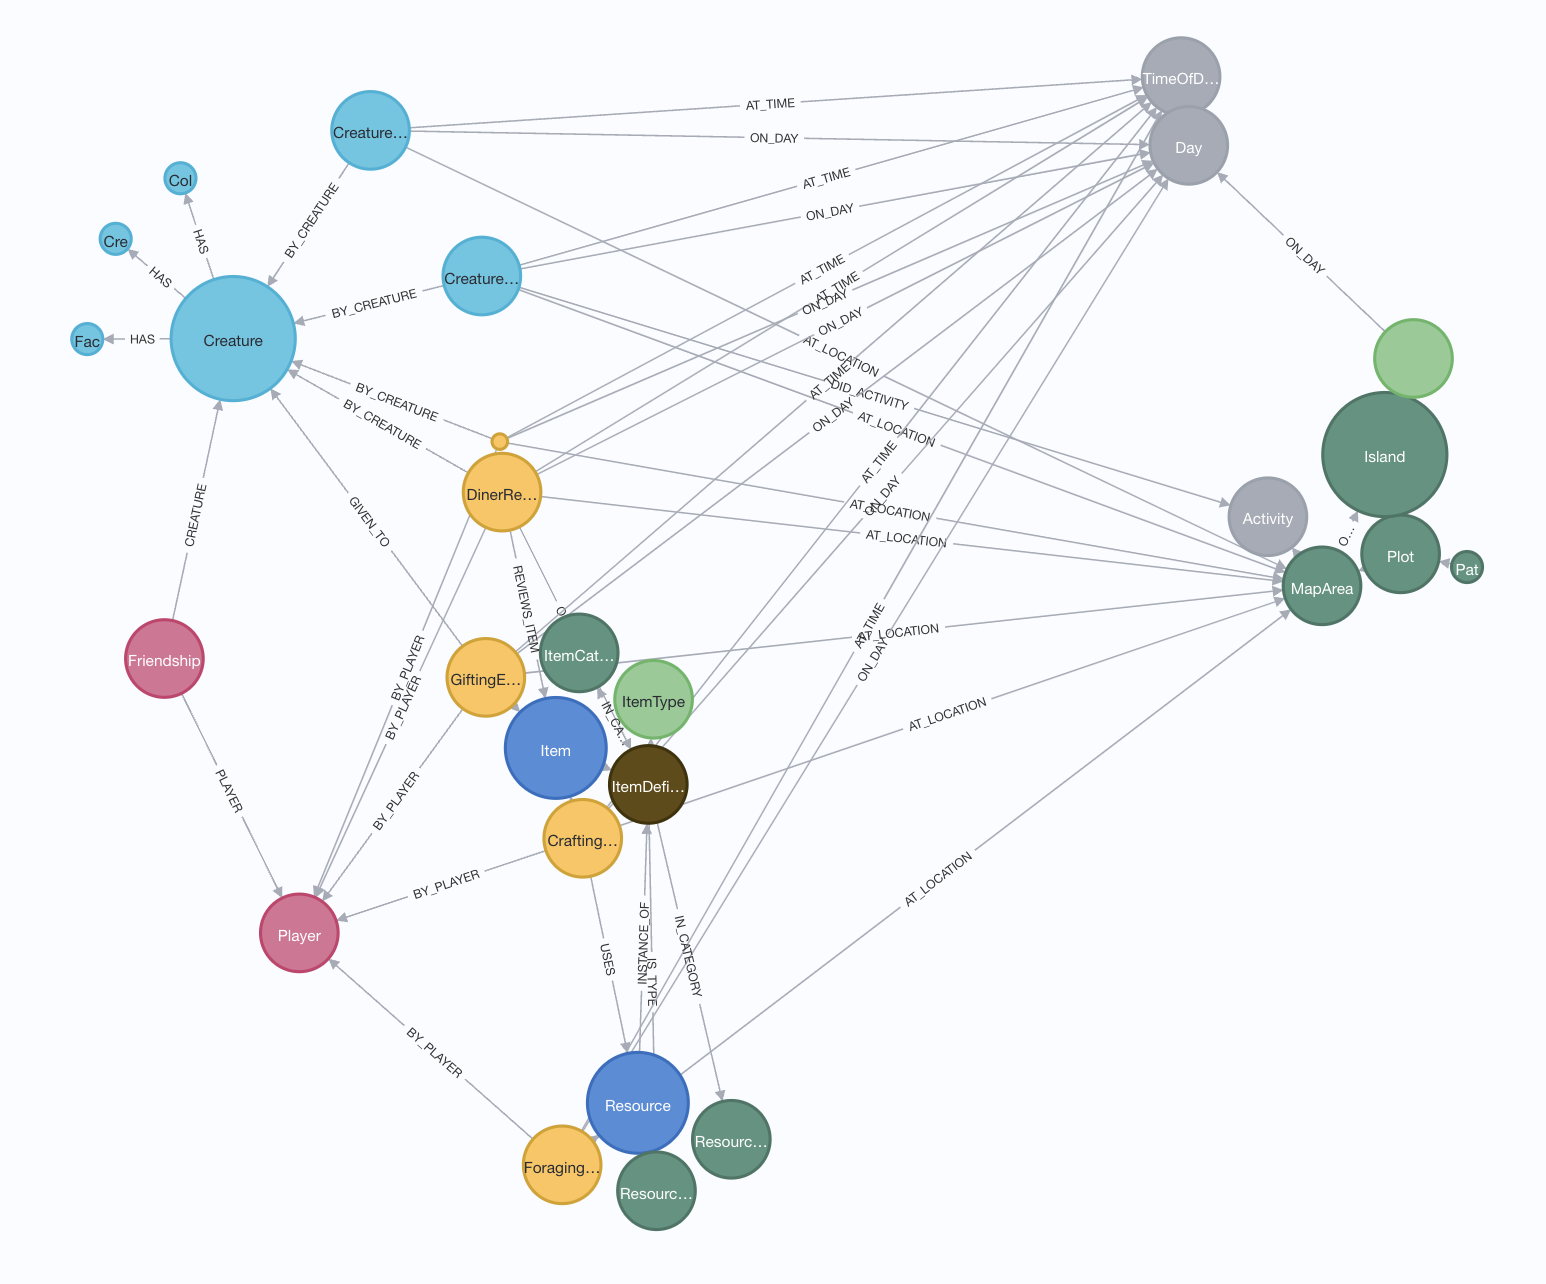 TimeOfD…
Creature…
AT_TIME
ON_DAY
Day
Col
AT_TIME
BY_CREATURE
ON_DAY
Cre
HAS
ON_DAY
HAS
Creature…
AT_TIME
AT_TIME
ON_DAY
BY_CREATURE
ON_DAY
Fac
HAS
Creature
AT_LOCATION
AT_TIME
DID_ACTIVITY
BY_CREATURE
ON_DAY
BY_CREATURE
AT_LOCATION
Island
AT_TIME
DinerRe…
ON_DAY
CREATURE
GIVEN_TO
AT_LOCATION
Activity
O…
AT_LOCATION
Plot
Pat
MapArea
REVIEWS_ITEM
O
AT_TIME
AT_LOCATION
ItemCat…
Friendship
BY_PLAYER
ON_DAY
GiftingE…
ItemType
BY_PLAYER
AT_LOCATION
IN_CA…
Item
ItemDefi…
PLAYER
BY_PLAYER
Crafting…
BY_PLAYER
AT_LOCATION
Player
INSTANCE_OF
USES
IS_TYPE
IN_CATEGORY
BY_PLAYER
Resource
Resourc…
Foraging…
Resourc…